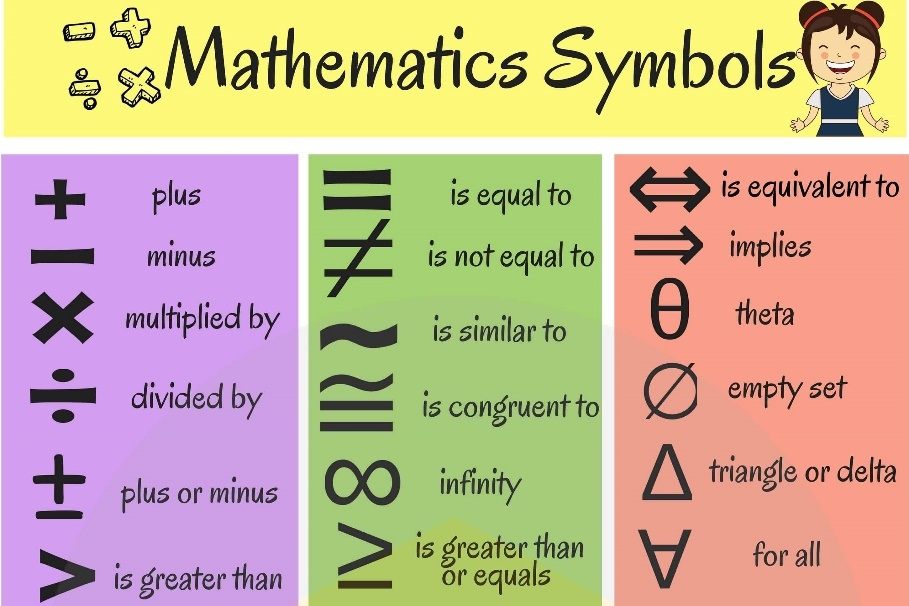 Mathematics Symbols
+ plus
− minus
× multiplied by
÷ divided by
± plus or minus
> is greater than
= is equal to
≠ is not equal to
~ is similar to
≅ is congruent to
∞ infinity
≥ is greater than
or equals
⇔ is equivalent to
⇒ implies
θ theta
∅ empty set
Δ triangle or delta
∀ for all